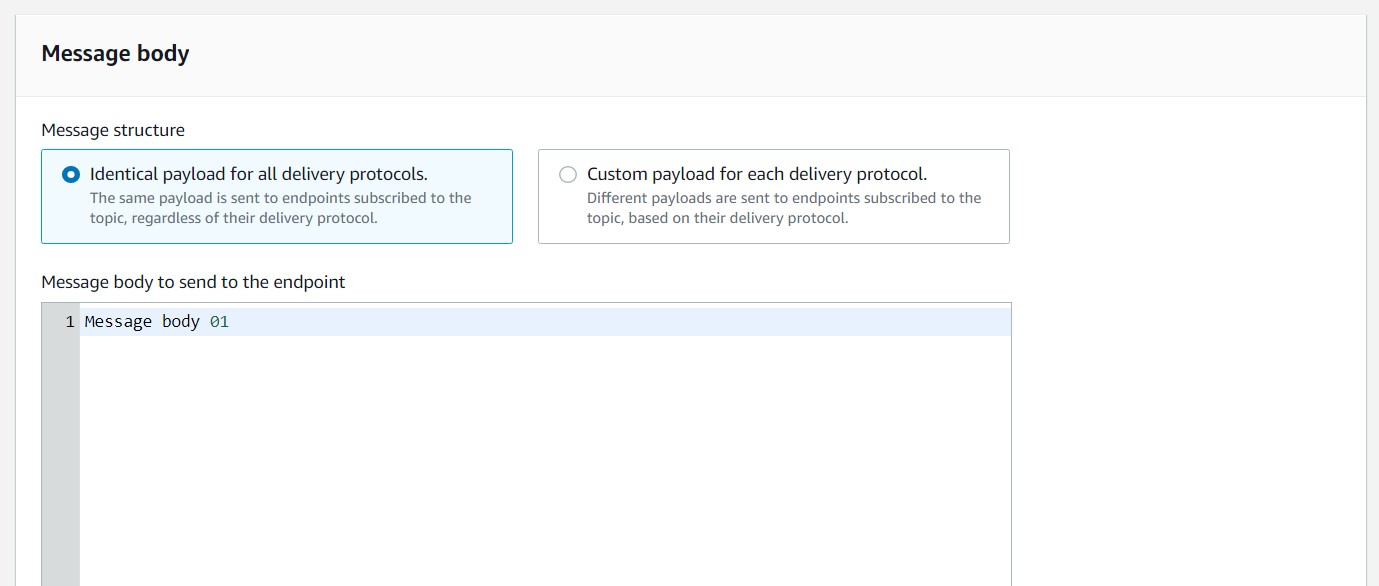 Message body
Message structure
Identical payload for all delivery protocols.
The same payload is sent to endpoints subscribed to the
topic, regardless of their delivery protocol.
Custom payload for each delivery protocol.
Different payloads are sent to endpoints subscribed to the
topic, based on their delivery protocol.
Message body to send to the endpoint
1 Message body 01